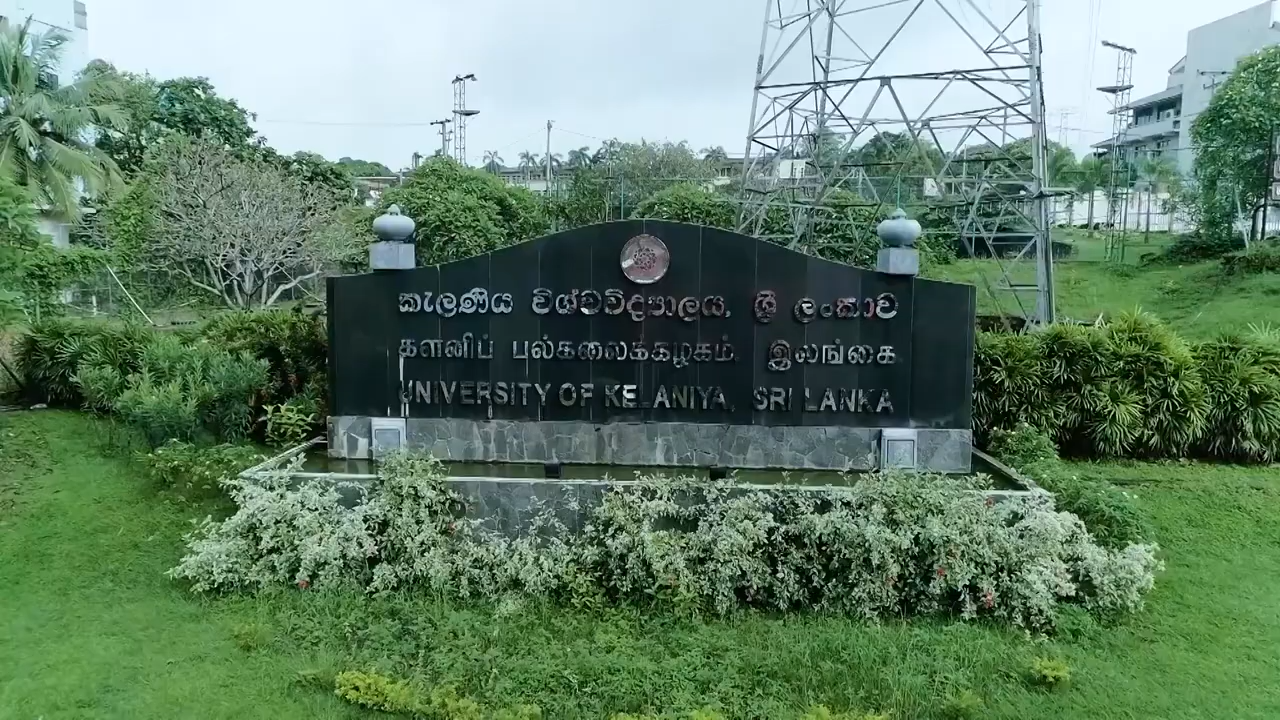 කැලණිය විශ්වවිද්‍යාලය, ශ්‍රී ලංකාව
களனிப் பல்கலைக்கழகம், இலங்கை
UNIVERSITY OF KELANIYA, SRI LANKA